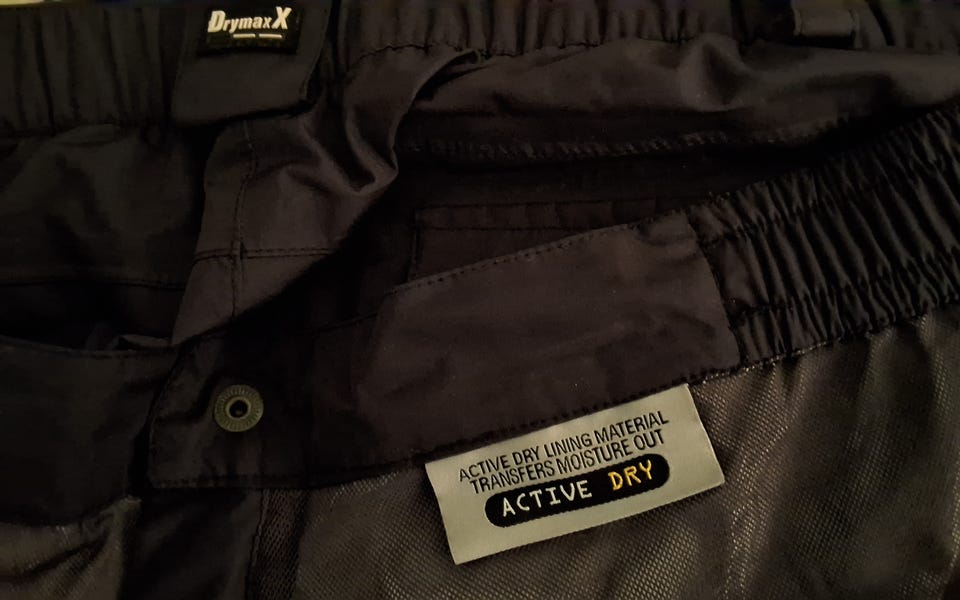 DrymaxX
ACTIVE DRY LINING MATERIAL
TRANSFERS MOISTURE OUT
ACTIVE DRY